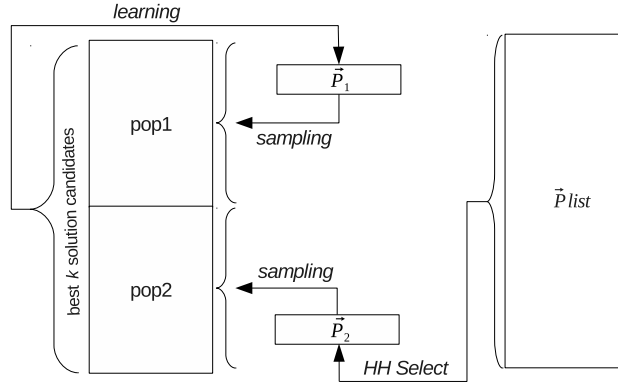 learning
P⃗₁
pop1
sampling
best k solution candidates
P⃗ list
pop2
sampling
P⃗₂
HH Select